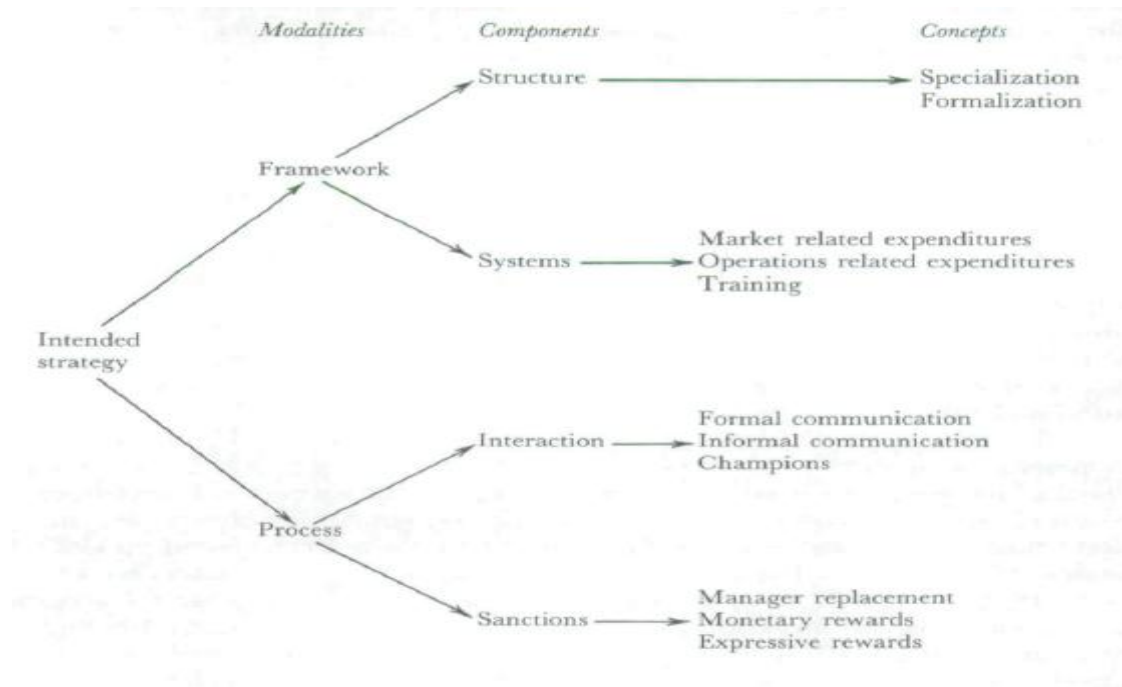 Modalities Components Concepts
Structure Specialization
Formalization
Framework
Market related expenditures
Systems Operations related expenditures
Training
Intended
strategy
Formal communication
Interaction Informal communication
Champions
Process
Manager replacement
Sanctions Monetary rewards
Expressive rewards